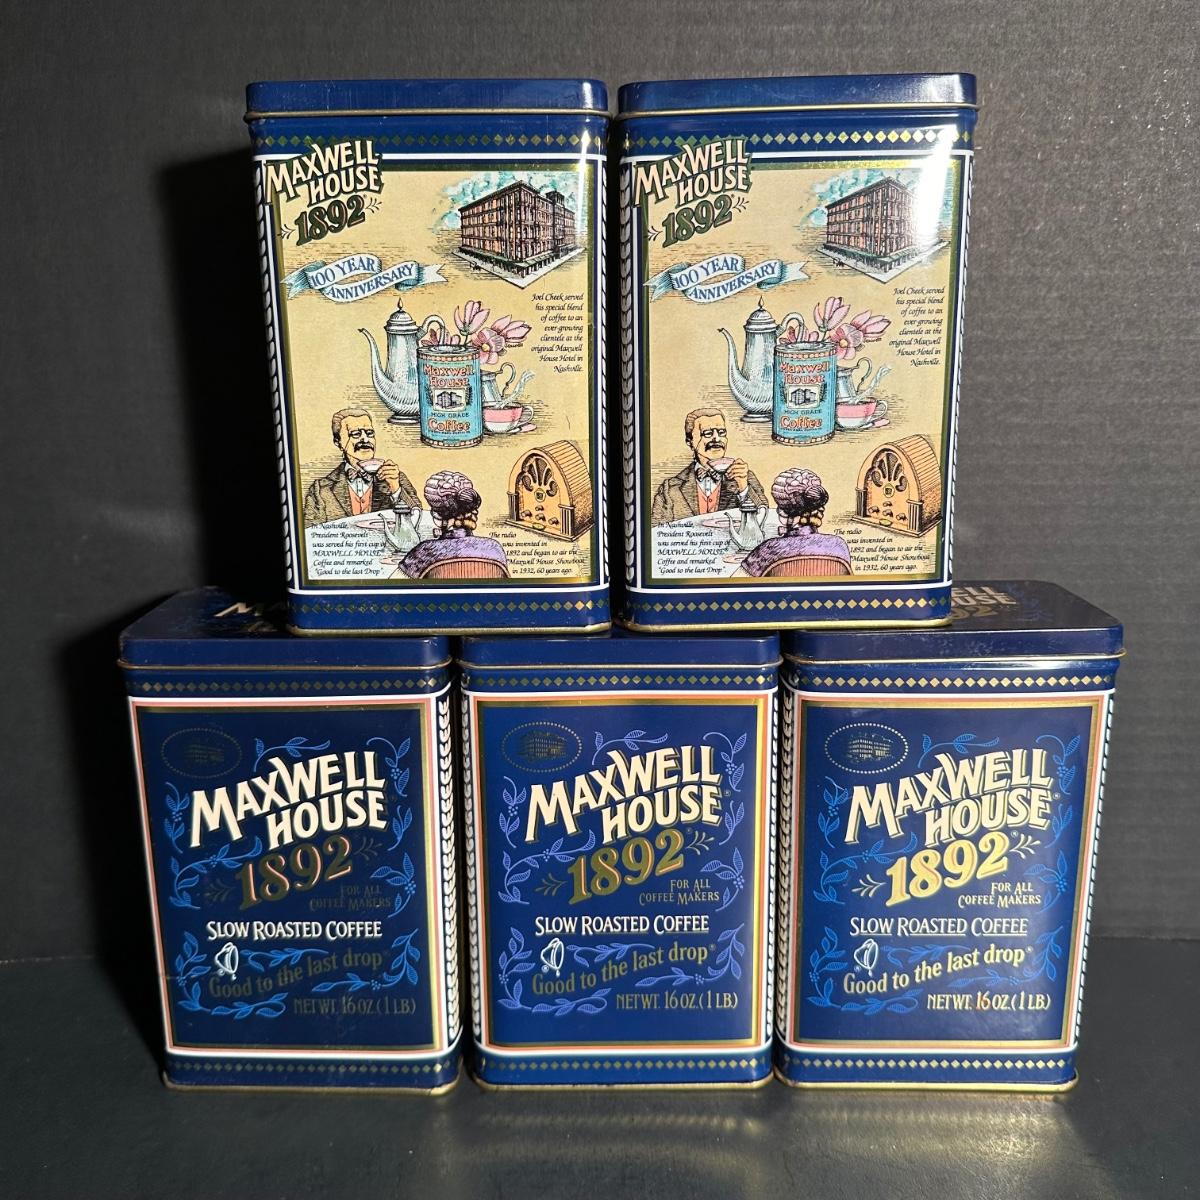 MAXWELL
HOUSE
1892
100 YEAR
ANNIVERSARY
Joel Cheek served
his special blend
of coffee to an
ever-growing
clientele at the
original Maxwell
House Hotel in
Nashville.
Maxwell
House
HIGH GRADE
Coffee
In Nashville,
President Roosevelt
was served his first cup of
MAXWELL HOUSE®
Coffee and remarked
"Good to the last Drop".
The radio
was invented in
1892 and began to air the
Maxwell House Showboat
in 1932, 60 years ago.
MAXWELL
HOUSE
1892
100 YEAR
ANNIVERSARY
Joel Cheek served
his special blend
of coffee to an
ever-growing
clientele at the
original Maxwell
House Hotel in
Nashville.
Maxwell
House
HIGH GRADE
Coffee
In Nashville,
President Roosevelt
was served his first cup of
MAXWELL HOUSE®
Coffee and remarked
"Good to the last Drop".
The radio
was invented in
1892 and began to air the
Maxwell House Showboat
in 1932, 60 years ago.
MAXWELL
HOUSE®
1892®
FOR ALL
COFFEE MAKERS
SLOW ROASTED COFFEE
Good to the last drop®
NET WT. 16 OZ. (1 LB)
MAXWELL
HOUSE®
1892®
FOR ALL
COFFEE MAKERS
SLOW ROASTED COFFEE
Good to the last drop®
NET WT. 16 OZ. (1 LB)
MAXWELL
HOUSE®
1892®
FOR ALL
COFFEE MAKERS
SLOW ROASTED COFFEE
Good to the last drop®
NET WT. 16 OZ. (1 LB)